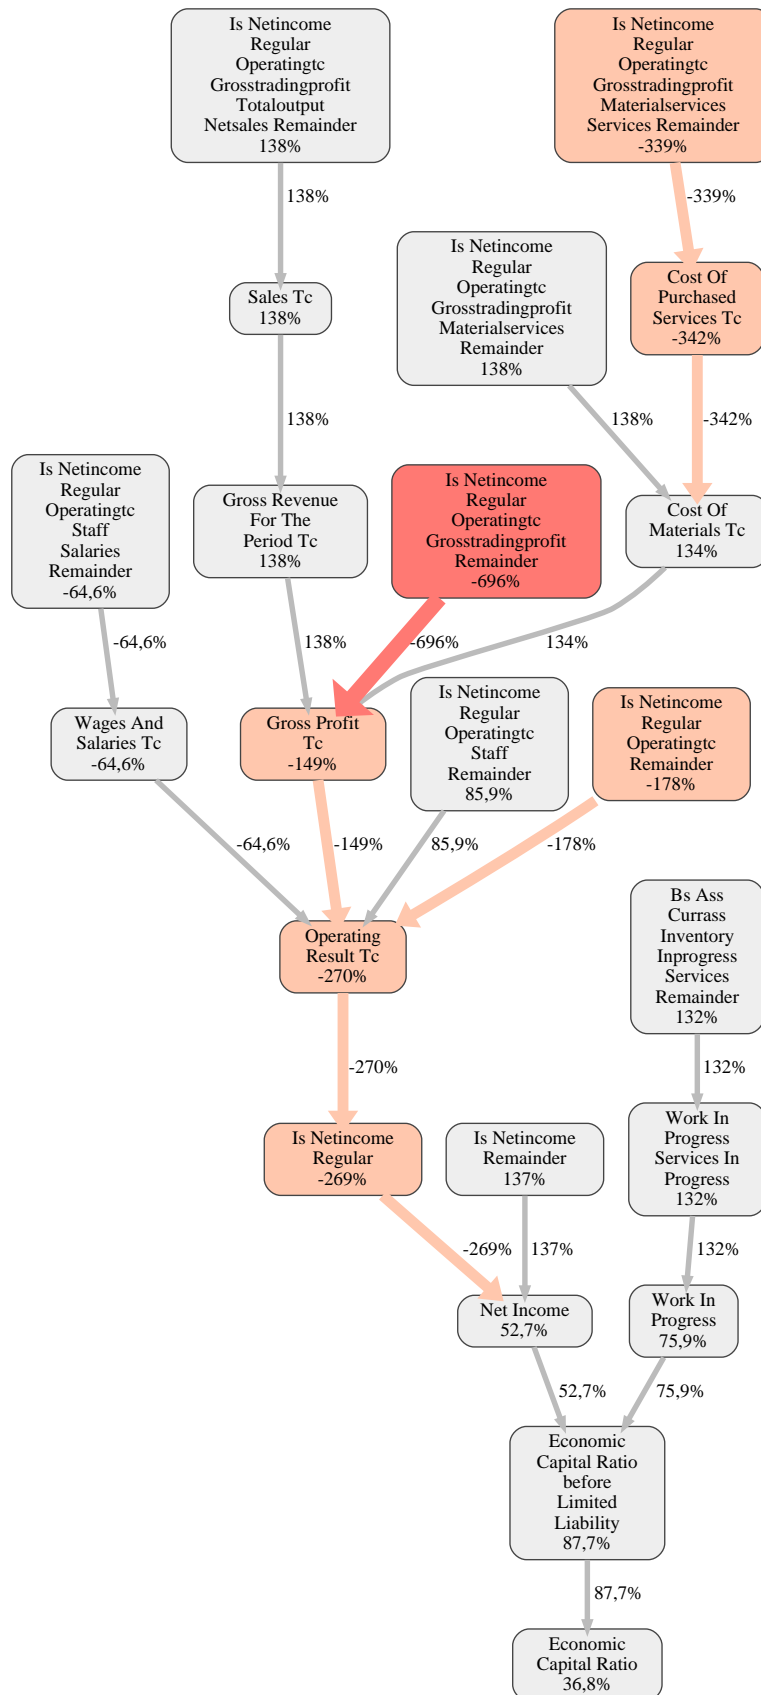 Is Netincome
Regular
Operatingtc
Grosstradingprofit
Totaloutput
Netsales Remainder
138%
Is Netincome
Regular
Operatingtc
Grosstradingprofit
Materialservices
Services Remainder
-339%
138%
-339%
Is Netincome
Regular
Operatingtc
Grosstradingprofit
Materialservices
Remainder
138%
Sales Tc
138%
Cost Of
Purchased
Services Tc
-342%
138%
138%
-342%
Is Netincome
Regular
Operatingtc
Staff
Salaries
Remainder
-64,6%
Gross Revenue
For The
Period Tc
138%
Is Netincome
Regular
Operatingtc
Grosstradingprofit
Remainder
-696%
Cost Of
Materials Tc
134%
-64,6%
138%
-696%
134%
Wages And
Salaries Tc
-64,6%
Gross Profit
Tc
-149%
Is Netincome
Regular
Operatingtc
Staff
Remainder
85,9%
Is Netincome
Regular
Operatingtc
Remainder
-178%
-64,6%
-149%
85,9%
-178%
Operating
Result Tc
-270%
Bs Ass
Currass
Inventory
Inprogress
Services
Remainder
132%
-270%
132%
Is Netincome
Regular
-269%
Is Netincome
Remainder
137%
Work In
Progress
Services In
Progress
132%
-269%
137%
132%
Net Income
52,7%
Work In
Progress
75,9%
52,7%
75,9%
Economic
Capital Ratio
before
Limited
Liability
87,7%
87,7%
Economic
Capital Ratio
36,8%